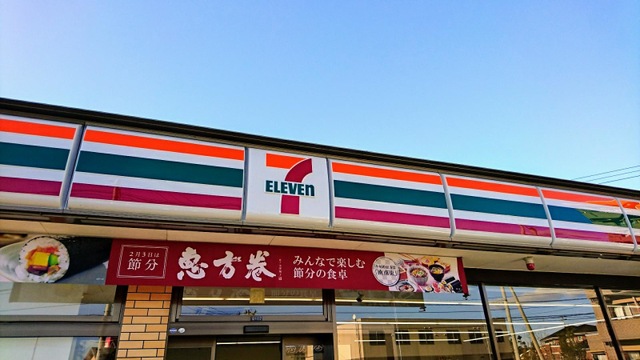 7
ELEVEn
2月3日は
節分
恵方巻
みんなで楽しむ
節分の食卓